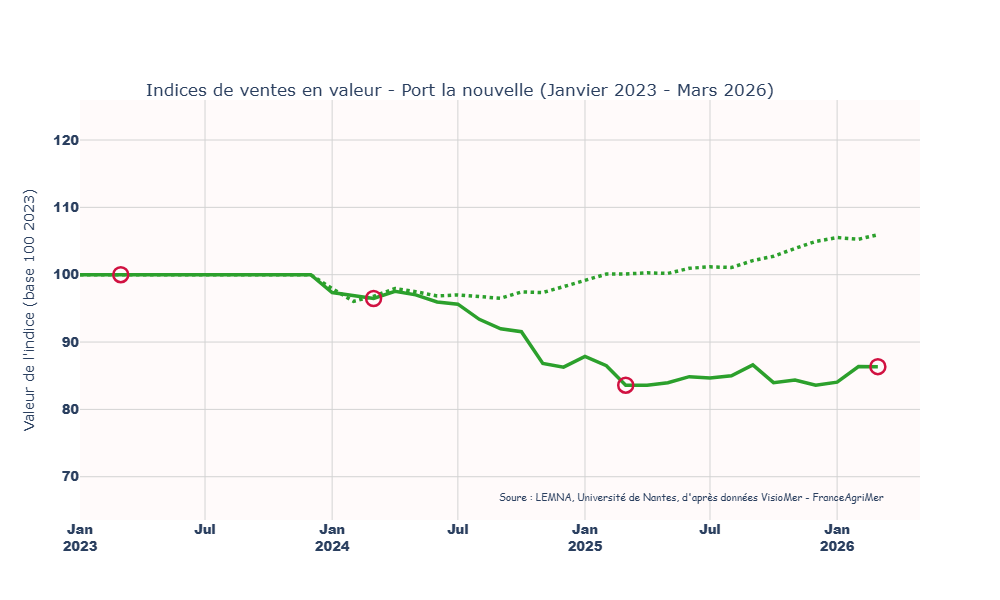 Indices de ventes en valeur - Port la nouvelle (Janvier 2023 - Mars 2026)
Valeur de l'indice (base 100 2023)
120
110
100
90
80
70
Soure : LEMNA, Université de Nantes, d'après données VisioMer - FranceAgriMer
Jan
2023
Jul
Jan
2024
Jul
Jan
2025
Jul
Jan
2026